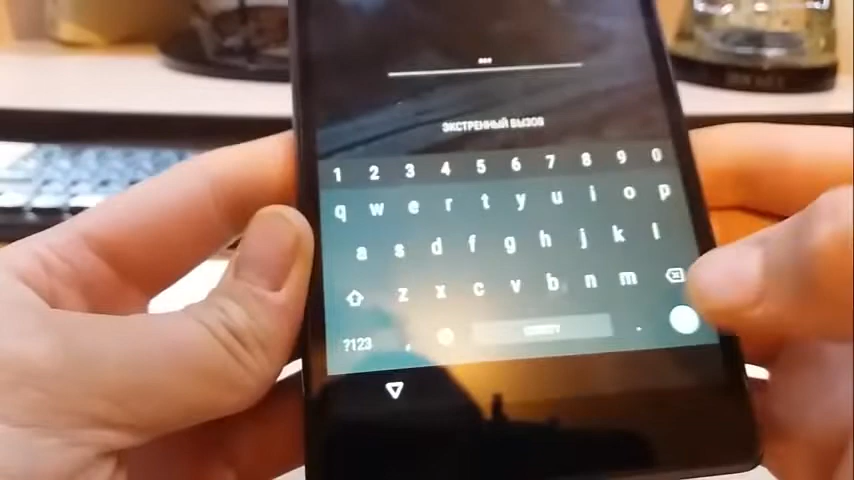 •••
ЭКСТРЕННЫЙ ВЫЗОВ
1 2 3 4 5 6 7 8 9 0
q w e r t y u i o p
a s d f g h j k l
z x c v b n m
?123 , .